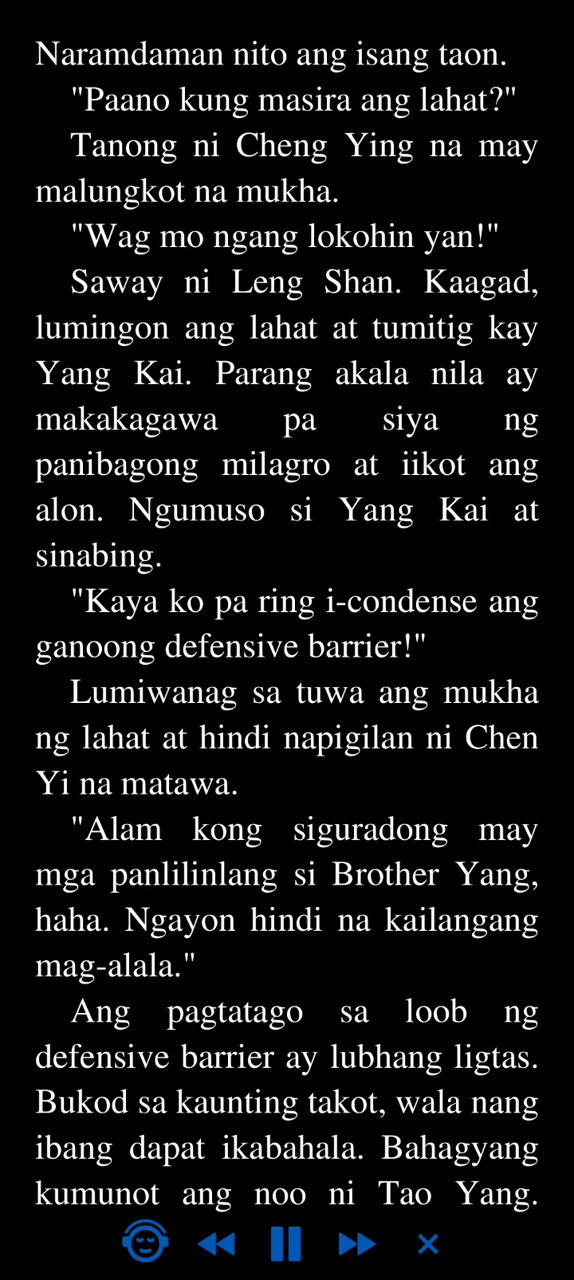 Naramdaman nito ang isang taon.
"Paano kung masira ang lahat?"
Tanong ni Cheng Ying na may
malungkot na mukha.
"Wag mo ngang lokohin yan!"
Saway ni Leng Shan. Kaagad,
lumingon ang lahat at tumitig kay
Yang Kai. Parang akala nila ay
makakagawa pa siya ng
panibagong milagro at iikot ang
alon. Ngumuso si Yang Kai at
sinabing.
"Kaya ko pa ring i-condense ang
ganoong defensive barrier!"
Lumiwanag sa tuwa ang mukha
ng lahat at hindi napigilan ni Chen
Yi na matawa.
"Alam kong siguradong may
mga panlilinlang si Brother Yang,
haha. Ngayon hindi na kailangang
mag-alala."
Ang pagtatago sa loob ng
defensive barrier ay lubhang ligtas.
Bukod sa kaunting takot, wala nang
ibang dapat ikabahala. Bahagyang
kumunot ang noo ni Tao Yang.